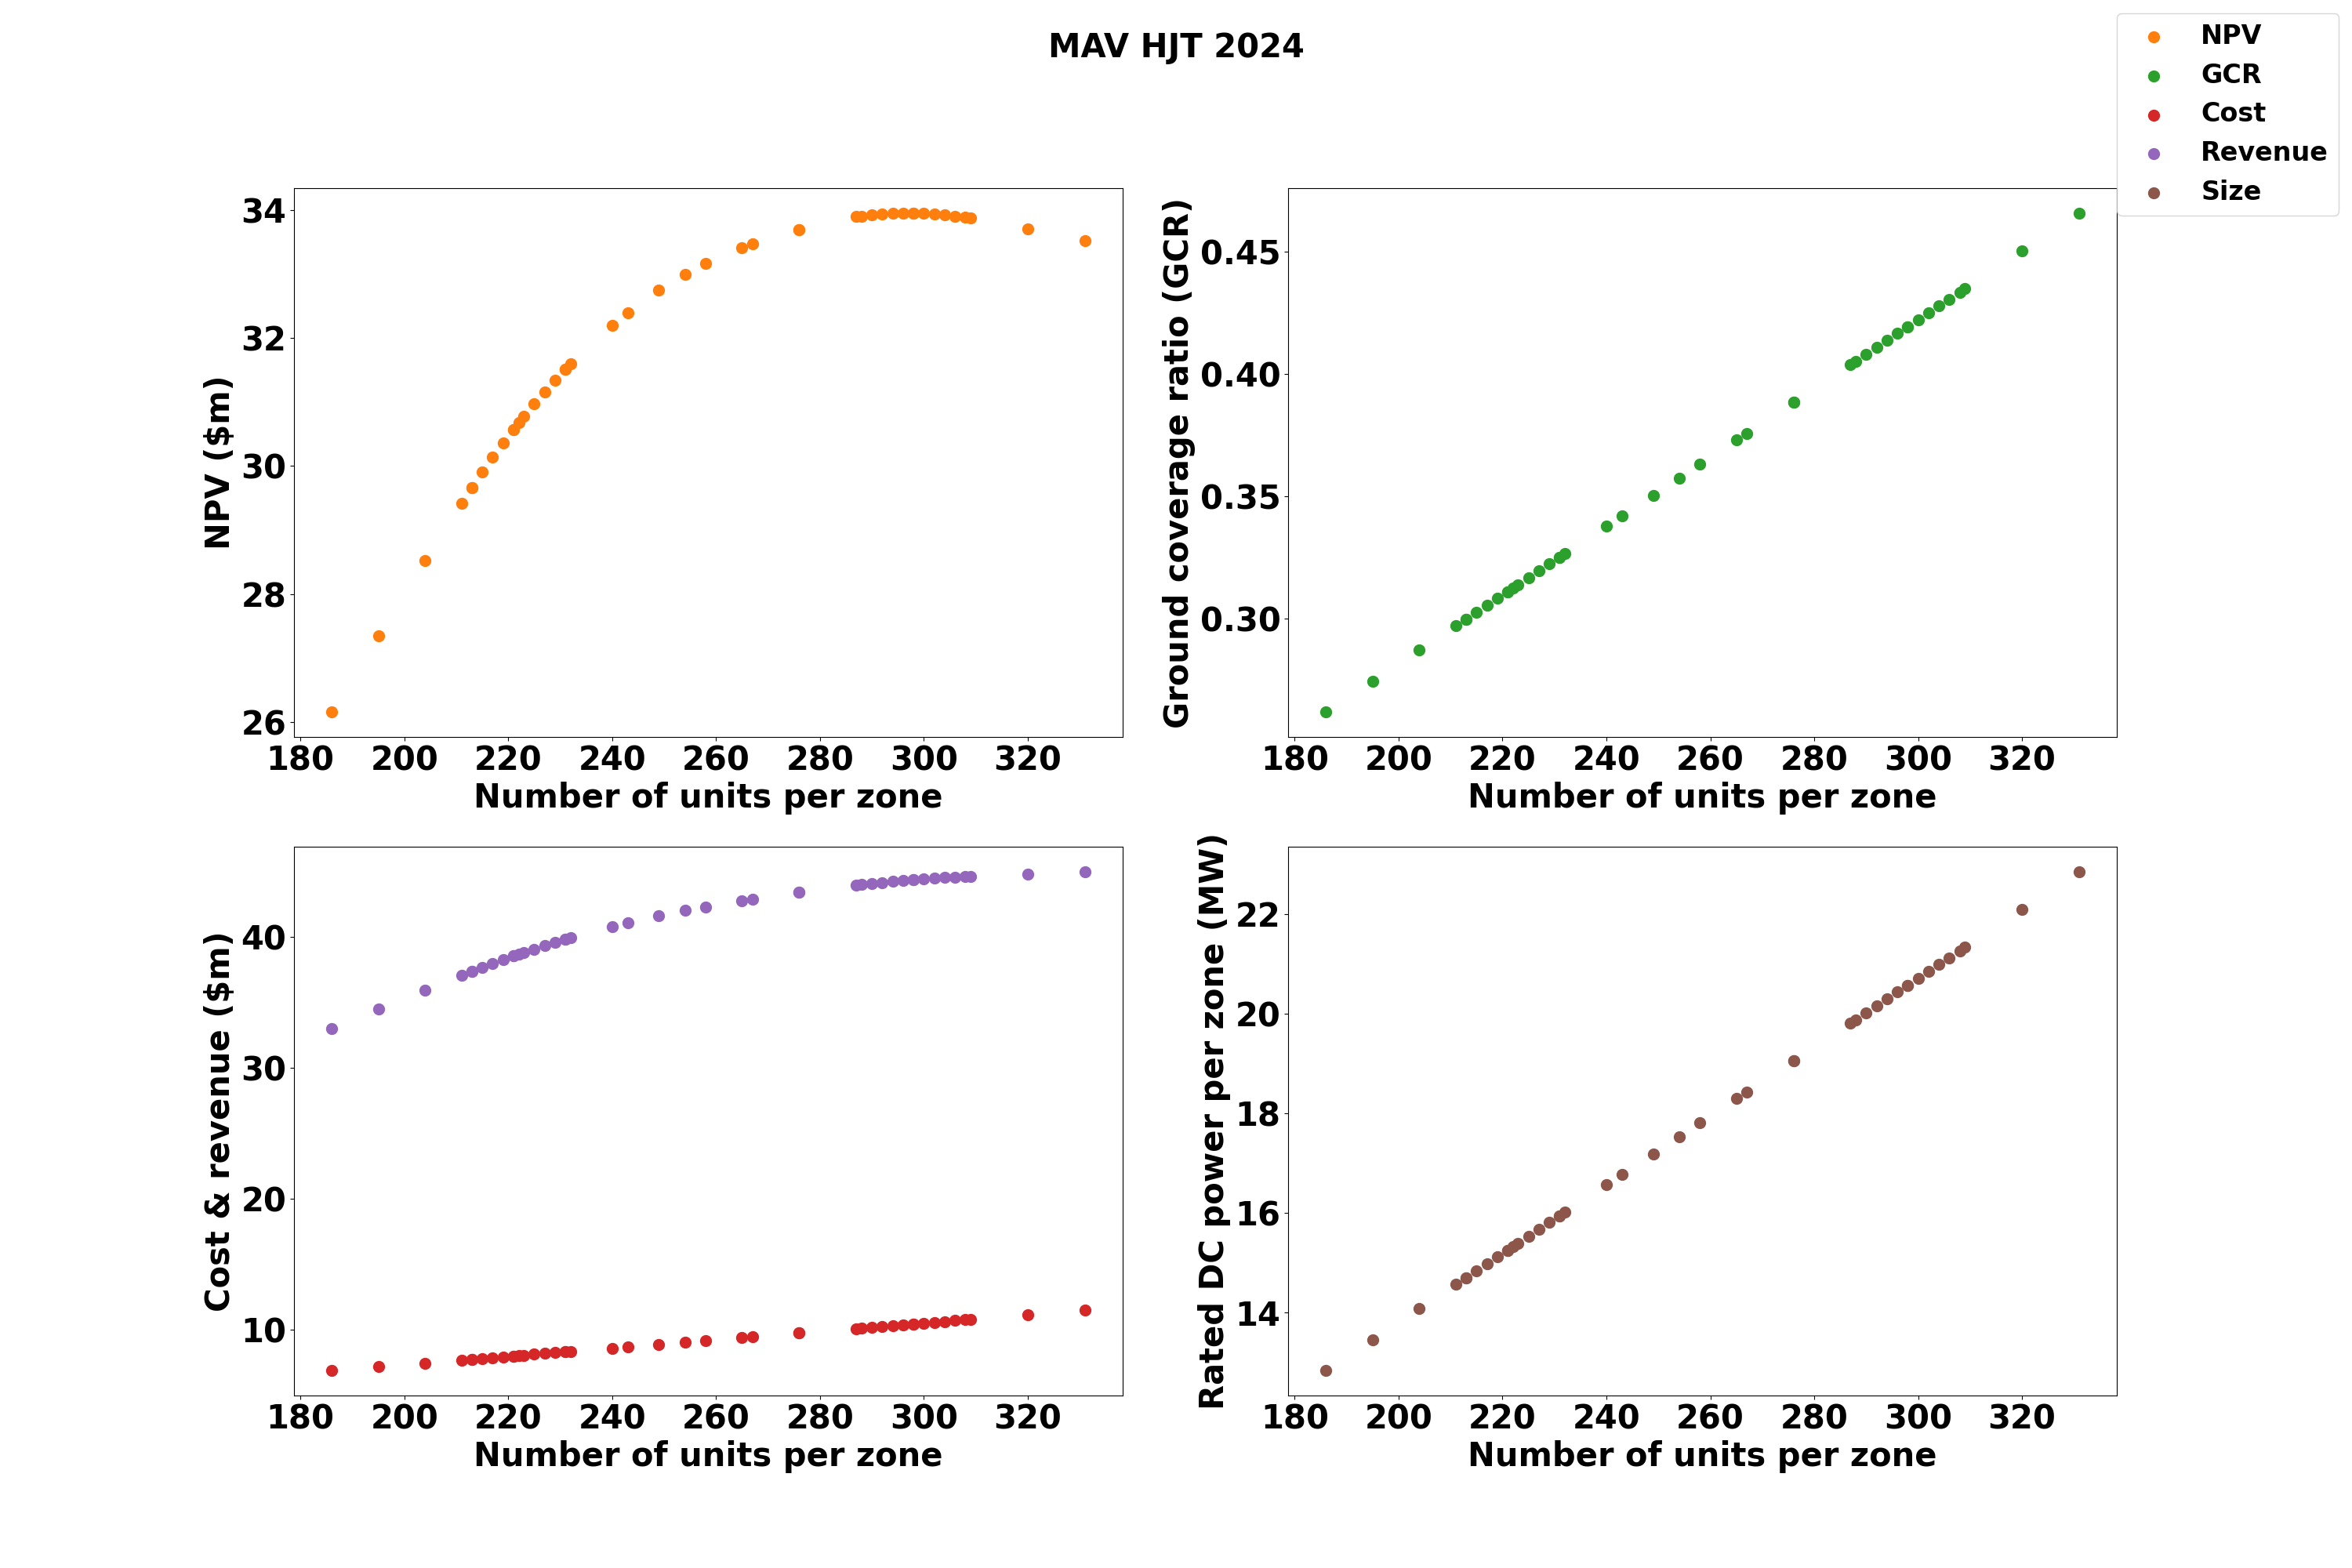 MAV HJT 2024
NPV
GCR
Cost
Revenue
Size
34
32
30
28
26
NPV ($m)
180 200 220 240 260 280 300 320
Number of units per zone
0.45
0.40
0.35
0.30
Ground coverage ratio (GCR)
180 200 220 240 260 280 300 320
Number of units per zone
40
30
20
10
Cost & revenue ($m)
180 200 220 240 260 280 300 320
Number of units per zone
22
20
18
16
14
Rated DC power per zone (MW)
180 200 220 240 260 280 300 320
Number of units per zone